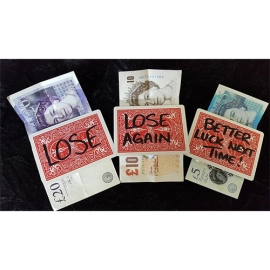 LOSE
LOSE
AGAIN
BETTER
LUCK NEXT
TIME!
£20
£10
£5